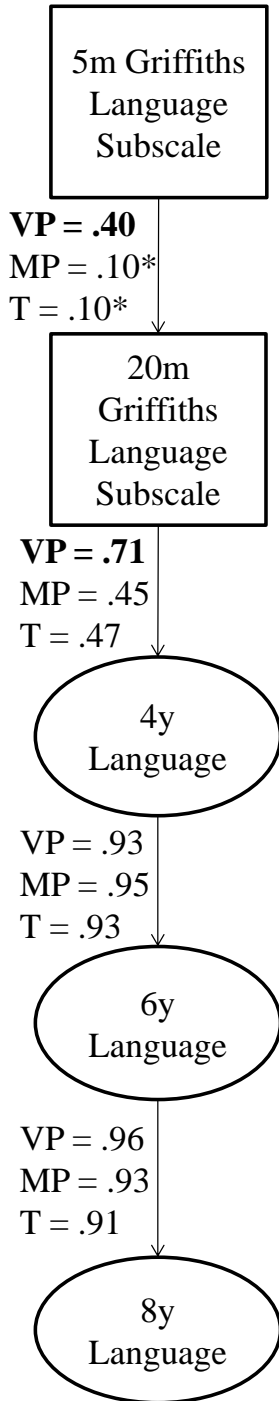 5m Griffiths
Language
Subscale
VP = .40
MP = .10*
T = .10*
20m
Griffiths
Language
Subscale
VP = .71
MP = .45
T = .47
4y
Language
VP = .93
MP = .95
T = .93
6y
Language
VP = .96
MP = .93
T = .91
8y
Language